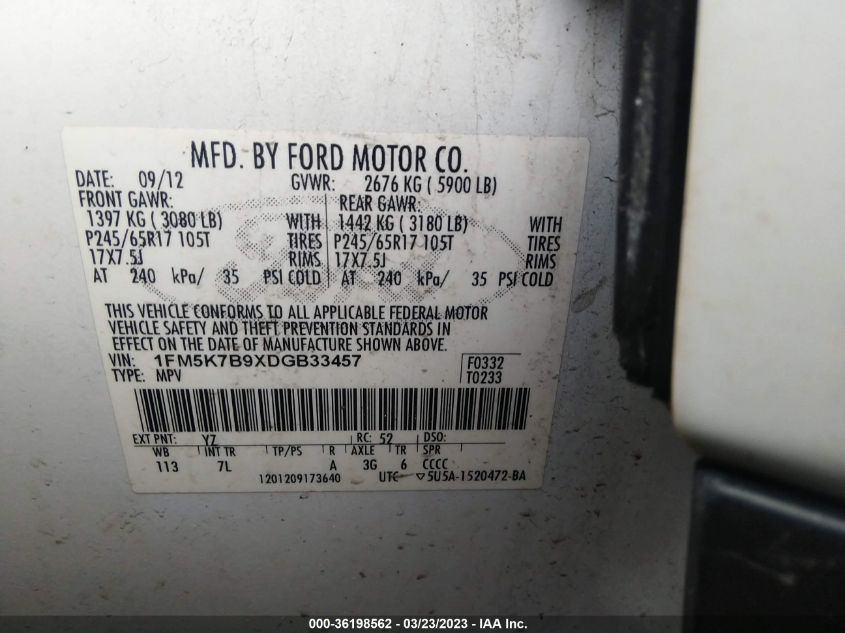 MFD. BY FORD MOTOR CO.
DATE: 09/12 GVWR: 2676 KG ( 5900 LB)
FRONT GAWR: REAR GAWR:
1397 KG ( 3080 LB) WITH 1442 KG ( 3180 LB) WITH
P245/65R17 105T TIRES P245/65R17 105T TIRES
17X7.5J RIMS 17X7.5J RIMS
AT 240 kPa/ 35 PSI COLD AT 240 kPa/ 35 PSI COLD
THIS VEHICLE CONFORMS TO ALL APPLICABLE FEDERAL MOTOR
VEHICLE SAFETY AND THEFT PREVENTION STANDARDS IN
EFFECT ON THE DATE OF MANUFACTURE SHOWN ABOVE.
VIN: 1FM5K7B9XDGB33457 F0332
TYPE: MPV T0233
EXT PNT: YZ RC: 52 DSO:
WB INT TR TP/PS R AXLE TR SPR
113 7L A 3G 6 CCCC
1201209173640 UTC ▽5U5A-1520472-BA
000-36198562 - 03/23/2023 - IAA Inc.